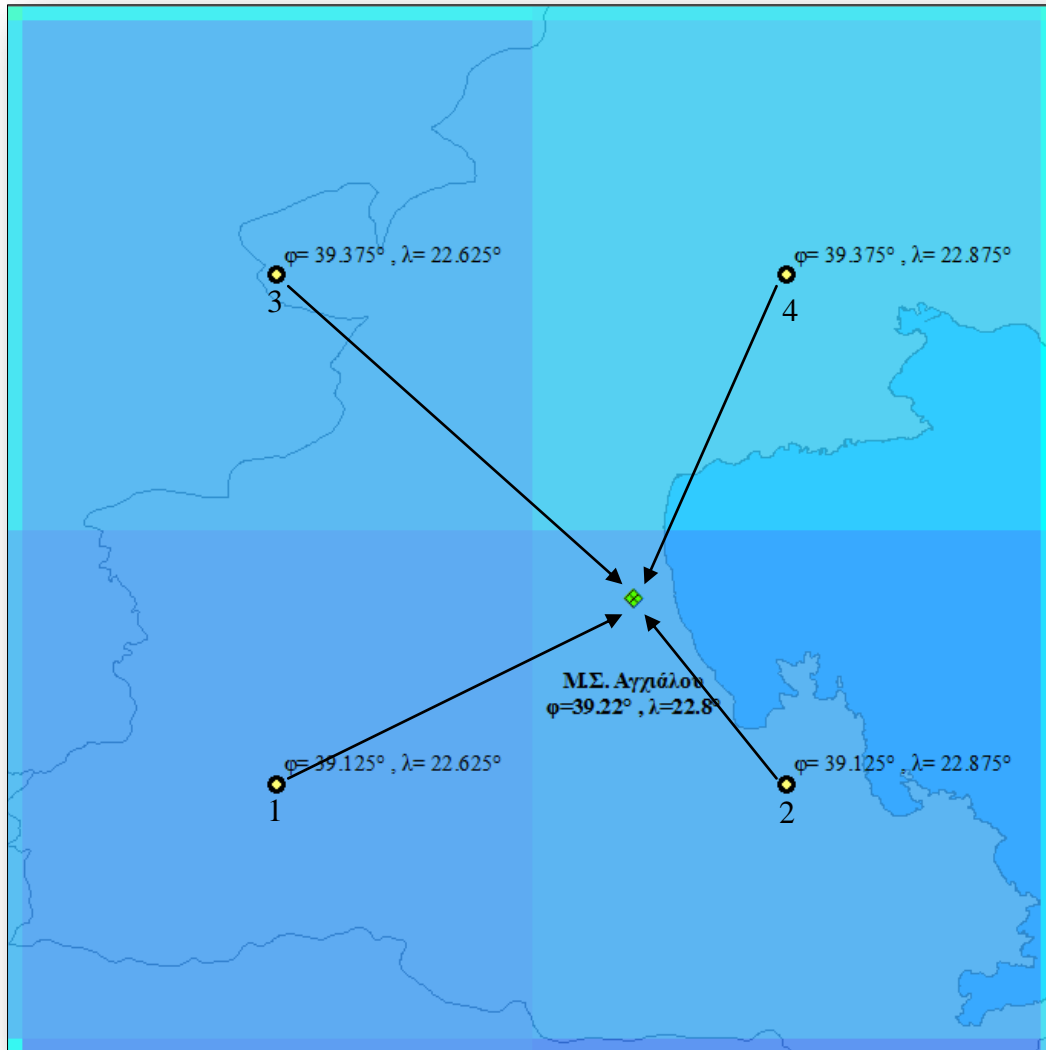 φ= 39.375° , λ= 22.625°
3
φ= 39.375° , λ= 22.875°
4
Μ.Σ. Αγχιάλου
φ=39.22° , λ=22.8°
φ= 39.125° , λ= 22.625°
1
φ= 39.125° , λ= 22.875°
2